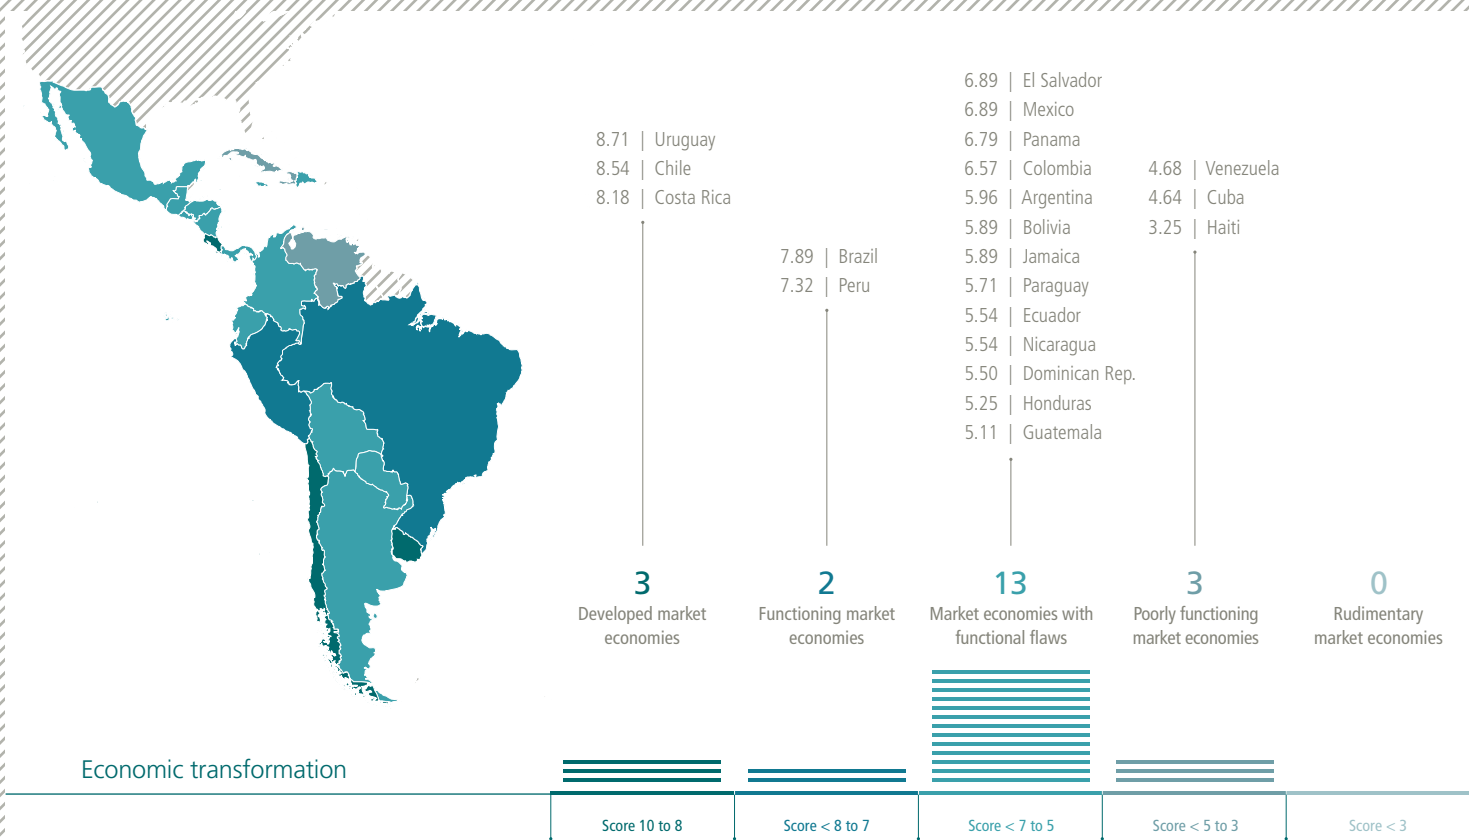 8.71 | Uruguay
8.54 | Chile
8.18 | Costa Rica
7.89 | Brazil
7.32 | Peru
6.89 | El Salvador
6.89 | Mexico
6.79 | Panama
6.57 | Colombia
5.96 | Argentina
5.89 | Bolivia
5.89 | Jamaica
5.71 | Paraguay
5.54 | Ecuador
5.54 | Nicaragua
5.50 | Dominican Rep.
5.25 | Honduras
5.11 | Guatemala
4.68 | Venezuela
4.64 | Cuba
3.25 | Haiti
3
Developed market
economies
2
Functioning market
economies
13
Market economies with
functional flaws
3
Poorly functioning
market economies
0
Rudimentary
market economies
Economic transformation
Score 10 to 8
Score < 8 to 7
Score < 7 to 5
Score < 5 to 3
Score < 3